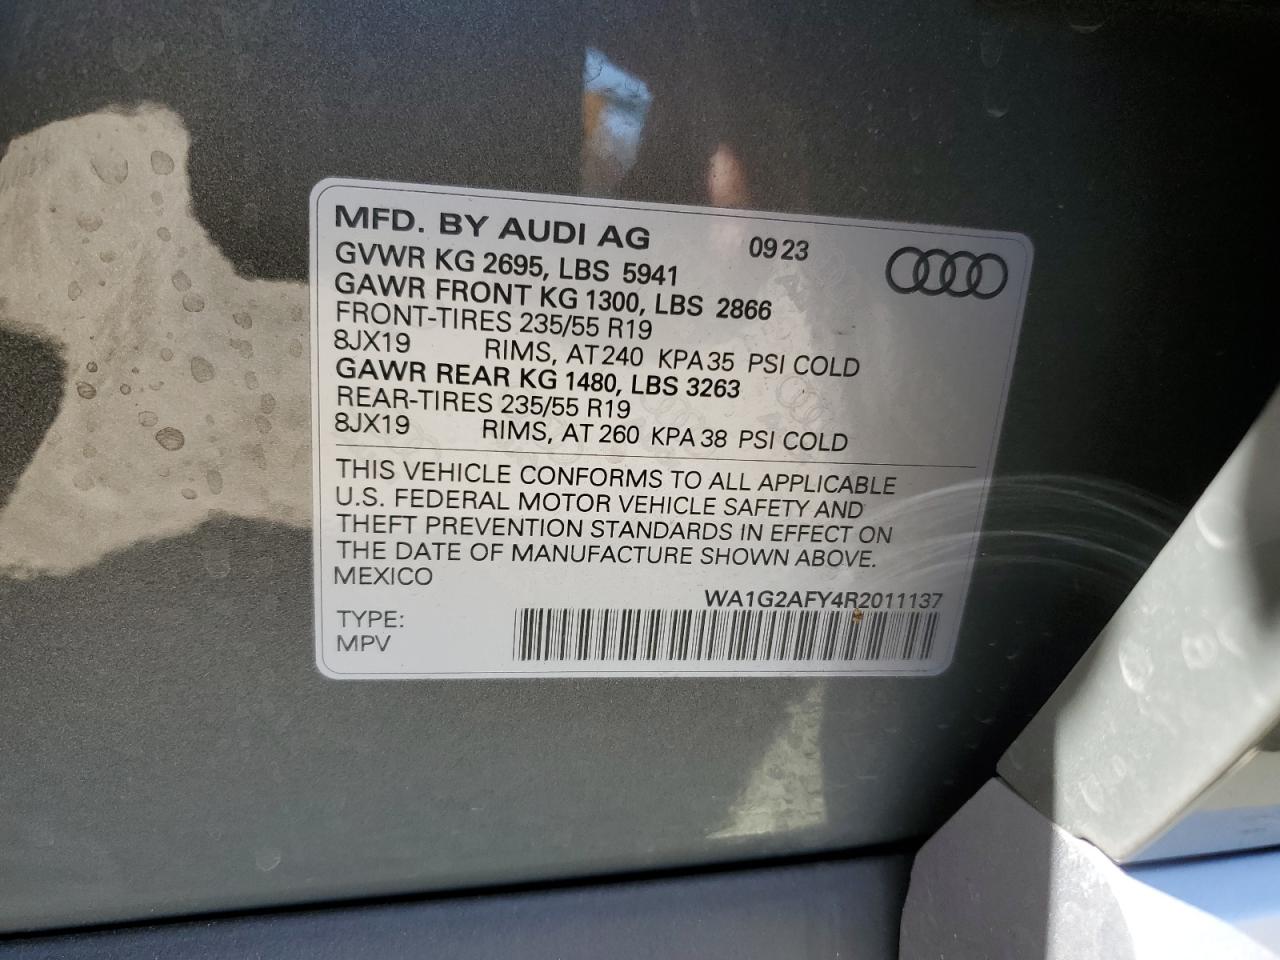 MFD. BY AUDI AG 09 23
GVWR KG 2695, LBS 5941
GAWR FRONT KG 1300, LBS 2866
FRONT-TIRES 235/55 R19
8JX19 RIMS, AT 240 KPA 35 PSI COLD
GAWR REAR KG 1480, LBS 3263
REAR-TIRES 235/55 R19
8JX19 RIMS, AT 260 KPA 38 PSI COLD
THIS VEHICLE CONFORMS TO ALL APPLICABLE
U.S. FEDERAL MOTOR VEHICLE SAFETY AND
THEFT PREVENTION STANDARDS IN EFFECT ON
THE DATE OF MANUFACTURE SHOWN ABOVE.
MEXICO
WA1G2AFY4R2011137
TYPE:
MPV